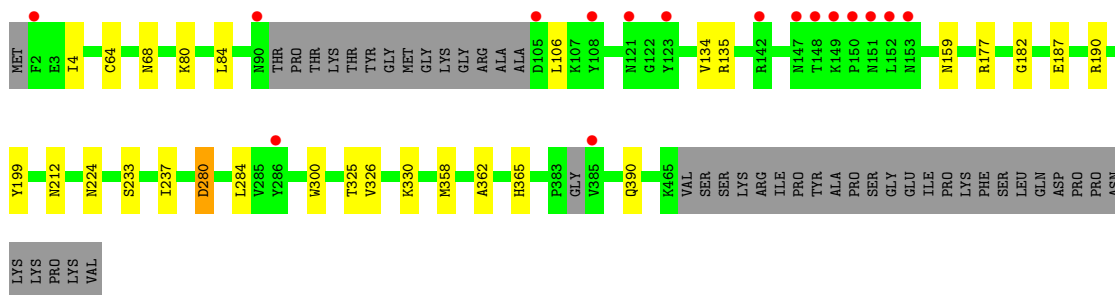 MET F2 E3 I4 C64 N68 K80 L84 N90 THR PRO THR LYS THR TYR GLY MET GLY LYS GLY ARG ALA ALA D105 L106 K107 Y108 N121 G122 Y123 V134 R135 R142 N147 T148 K149 P150 N151 L152 N153 N159 R177 G182 E187 R190
Y199 N212 N224 S233 I237 D280 L284 V285 Y286 W300 T325 V326 K330 M358 A362 H365 P383 GLY V385 Q390 K465 VAL SER SER LYS ARG ILE PRO TYR ALA PRO SER GLY GLU ILE PRO LYS PHE SER LEU GLN ASP PRO PRO ASN
LYS LYS PRO LYS VAL